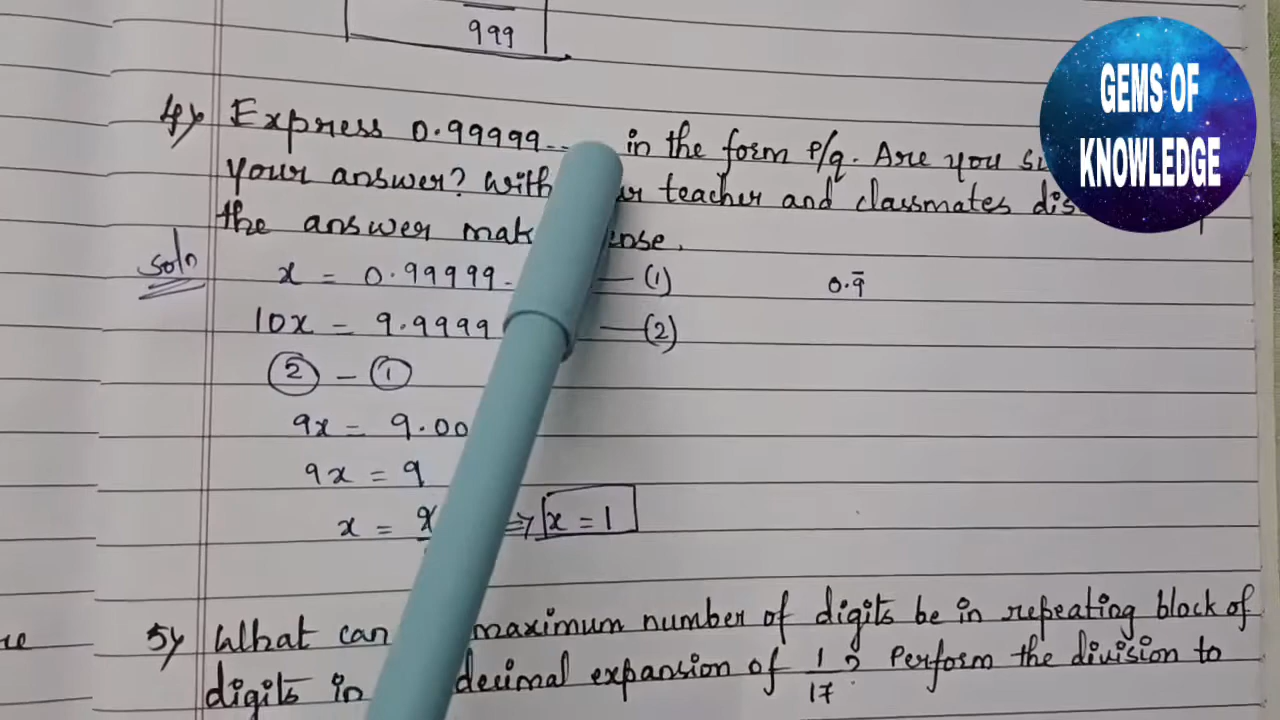 999
4) Express 0.99999-- in the form P/q. Are you
your answer? With teacher and classmates
the answer
Soln
x = 0.99999. — (1)
0.9̅
10x = 9.9999 — (2)
② - ①
9x = 9.00
9x = 9
x = 9 ⇒ x = 1
5) What can maximum number of digits be in repeating block of
digits in decimal expansion of 1/17? Perform the division to
GEMS OF
KNOWLEDGE